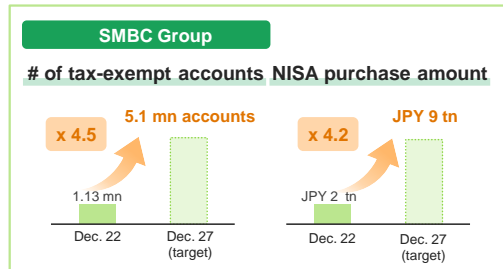 SMBC Group
# of tax-exempt accounts
NISA purchase amount
5.1 mn accounts
x 4.5
1.13 mn
Dec. 22
Dec. 27
(target)
JPY 9 tn
x 4.2
JPY 2 tn
Dec. 22
Dec. 27
(target)